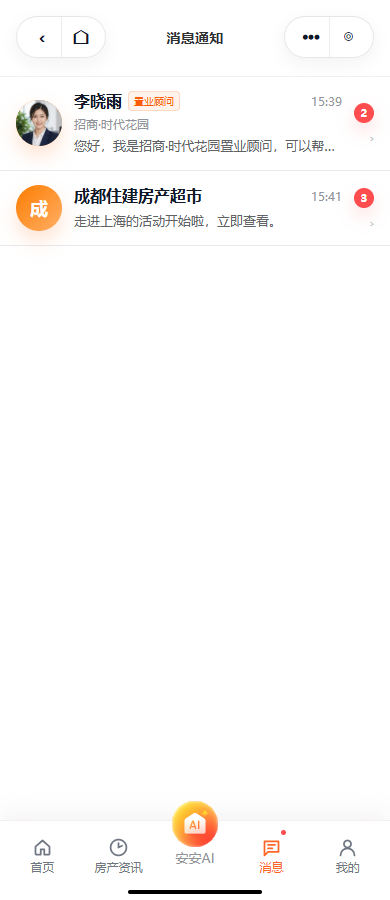 消息通知
李晓雨 置业顾问 15:39
2
招商·时代花园
您好，我是招商·时代花园置业顾问，可以帮...
成
成都住建房产超市 15:41
3
走进上海的活动开始啦，立即查看。
AI
首页 房产资讯 安安AI 消息 我的